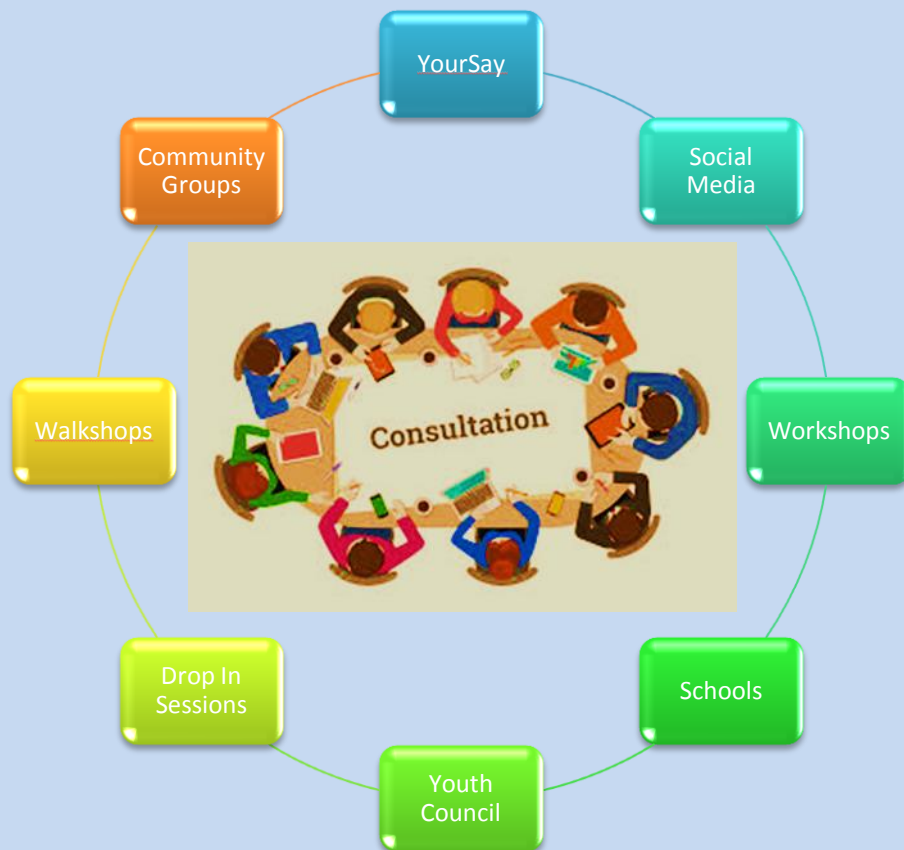 YourSay
Social
Media
Workshops
Schools
Youth
Council
Drop In
Sessions
Walkshops
Community
Groups
Consultation